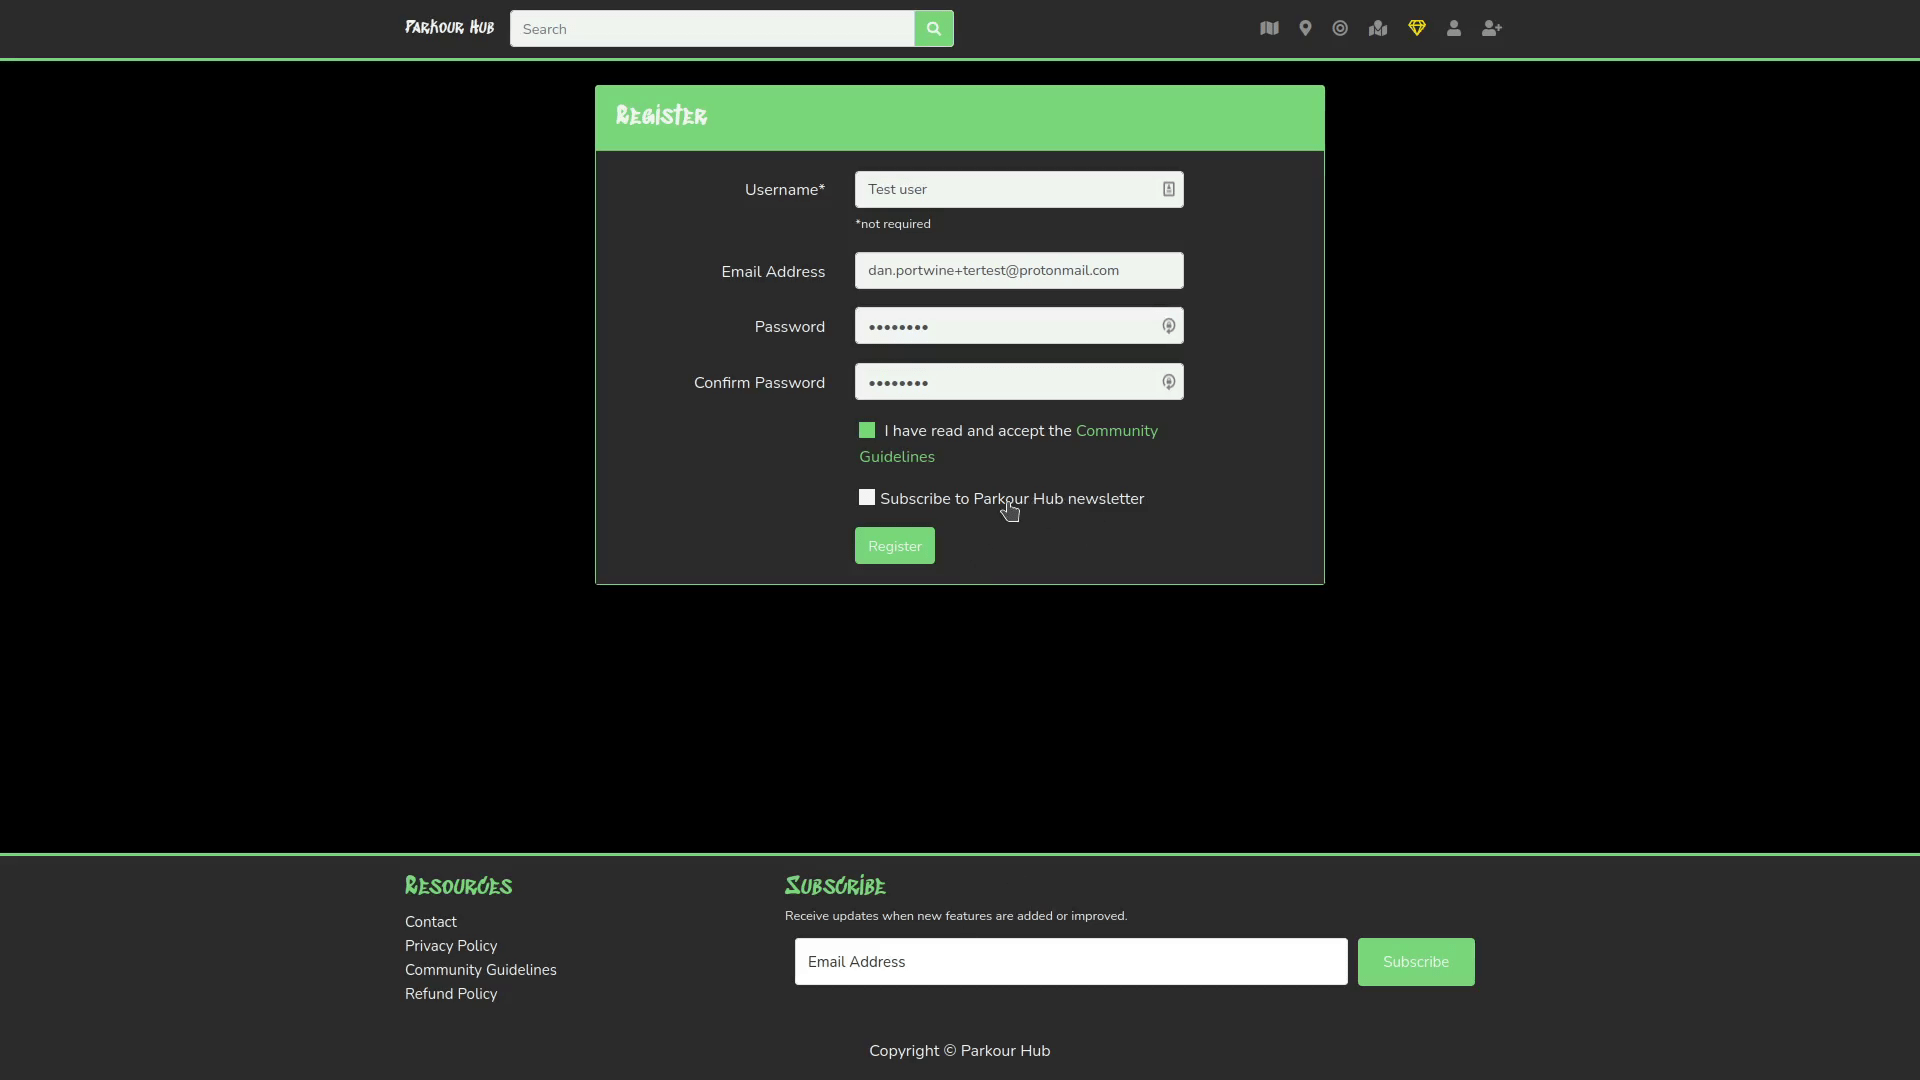 Parkour Hub
Search
Register
Username*
Test user
*not required
Email Address
dan.portwine+tertest@protonmail.com
Password
••••••••
Confirm Password
••••••••
I have read and accept the Community
Guidelines
Subscribe to Parkour Hub newsletter
Register
Resources
Contact
Privacy Policy
Community Guidelines
Refund Policy
Subscribe
Receive updates when new features are added or improved.
Email Address
Subscribe
Copyright © Parkour Hub